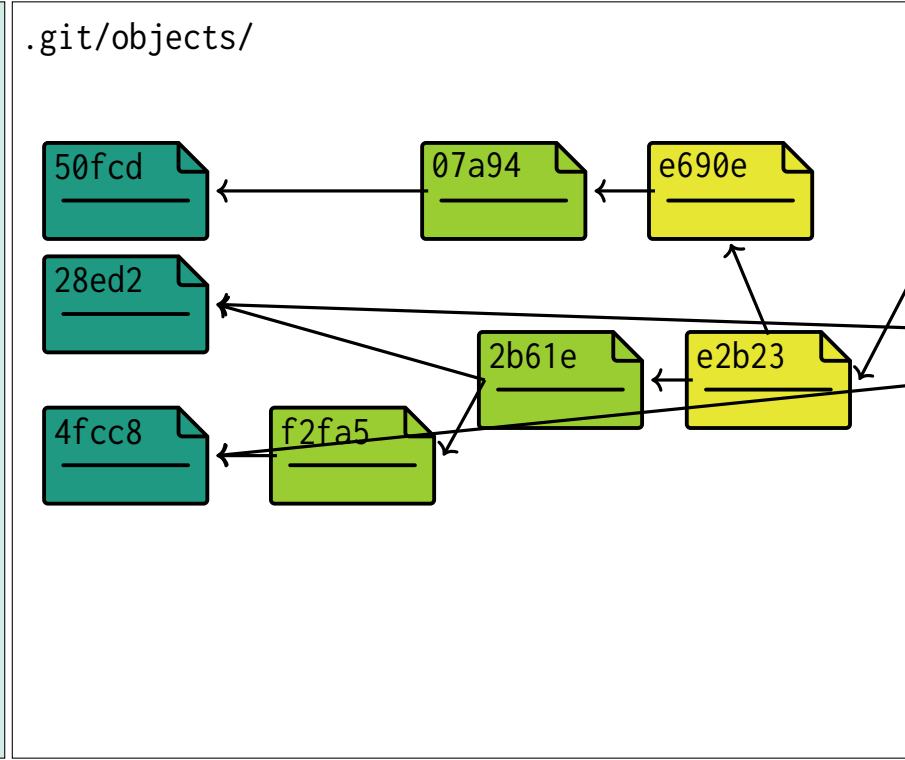 .git/objects/
50fcd
07a94
e690e
28ed2
2b61e
e2b23
4fcc8
f2fa5